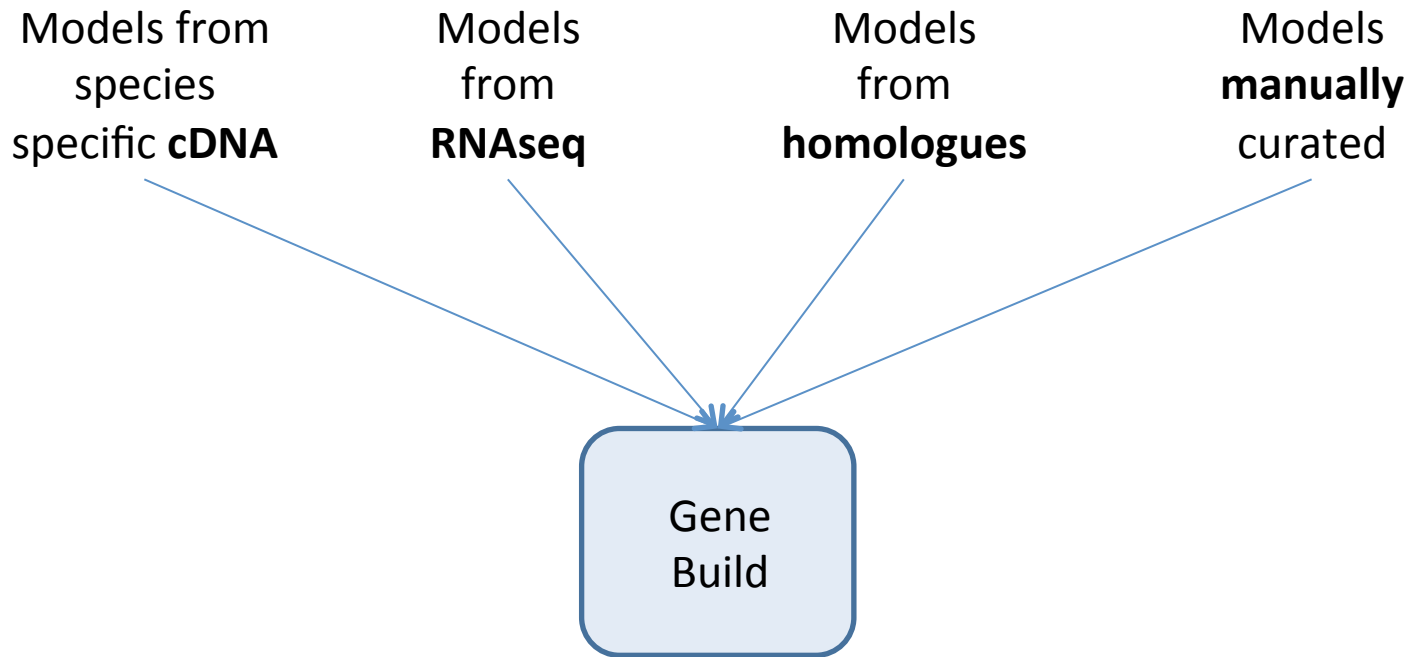 Models from
species
specific cDNA
Models
from
RNAseq
Models
from
homologues
Models
manually
curated
Gene
Build